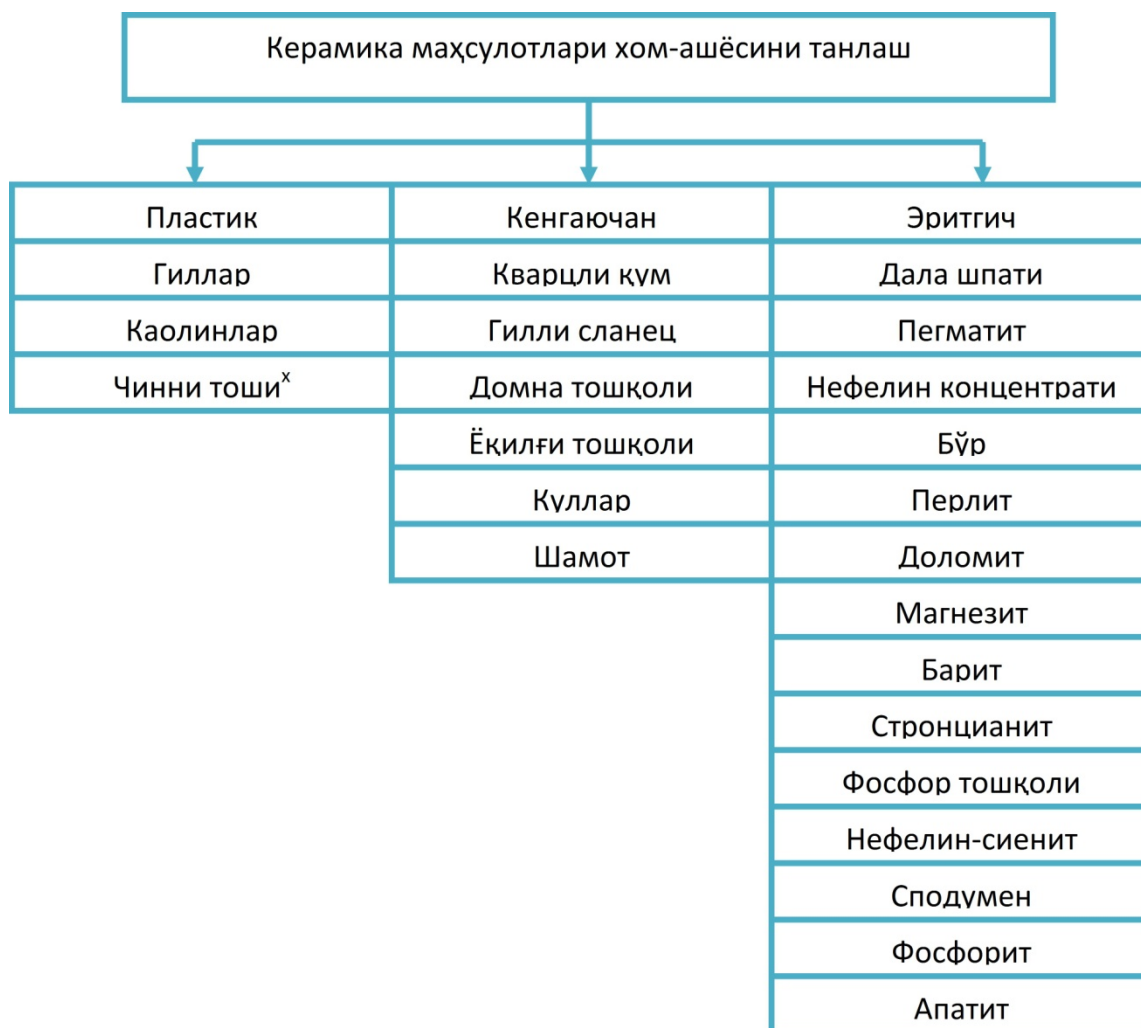 Керамика маҳсулотлари хом-ашёсини танлаш
Пластик Кенгаючан Эритгич
Гиллар Кварцли қум Дала шпати
Каолинлар Гилли сланец Пегматит
Чинни тошиˣ Домна тошқоли Нефелин концентрати
Ёқилғи тошқоли Бўр
Куллар Перлит
Шамот Доломит
Магнезит
Барит
Стронцианит
Фосфор тошқоли
Нефелин-сиенит
Сподумен
Фосфорит
Апатит